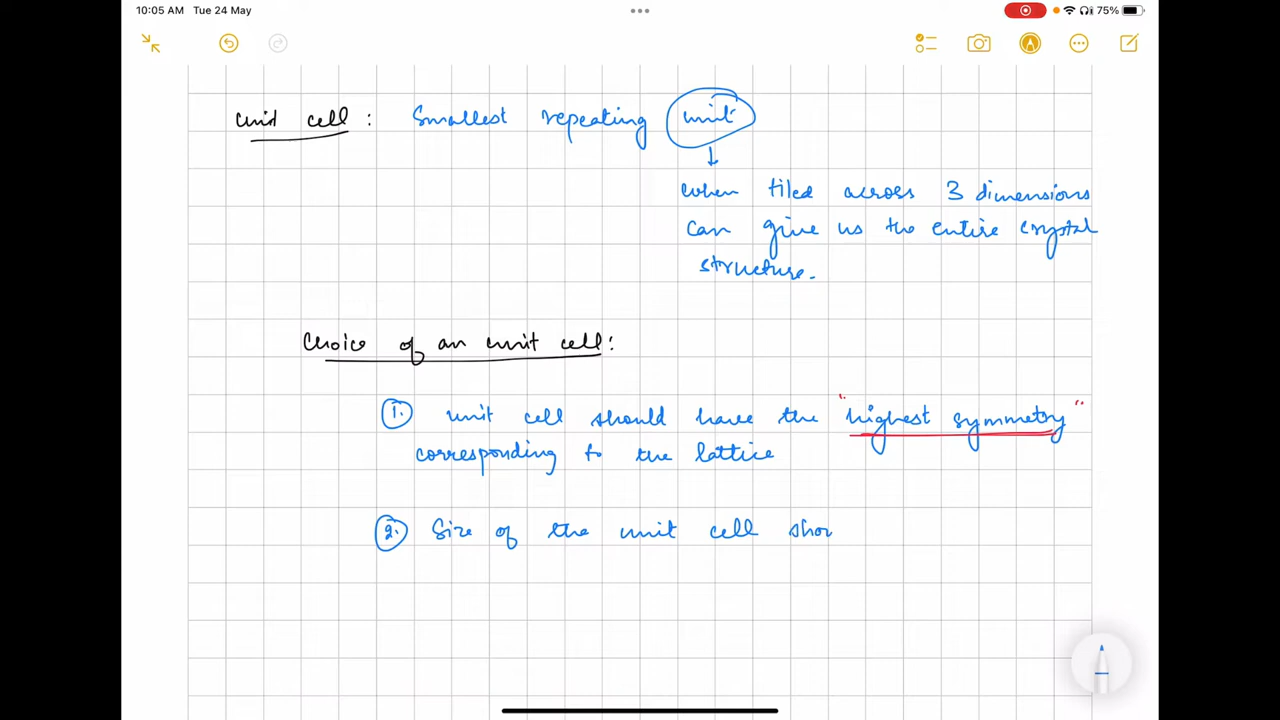 10:05 AM Tue 24 May
75%
Unit cell : Smallest repeating unit
when tiled across 3 dimensions
can give us the entire crystal
structure.
Choice of an unit cell :
1. unit cell should have the "highest symmetry"
corresponding to the lattice
2. Size of the unit cell shou